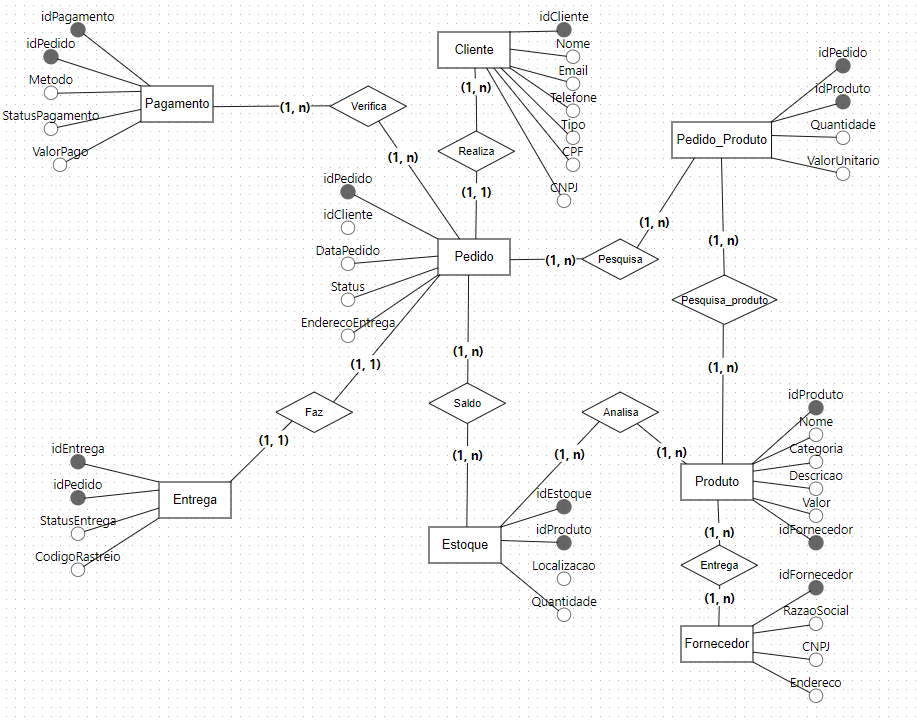 idPagamento
idPedido
Metodo
StatusPagamento
ValorPago
Pagamento
(1, n)
Verifica
(1, n)
Cliente
idCliente
Nome
Email
Telefone
Tipo
CPF
CNPJ
(1, n)
Realiza
(1, 1)
idPedido
idProduto
Quantidade
ValorUnitario
Pedido_Produto
(1, n)
(1, n)
idPedido
idCliente
DataPedido
Status
EnderecoEntrega
Pedido
(1, n)
Pesquisa
Pesquisa_produto
(1, n)
(1, 1)
Faz
(1, 1)
(1, n)
Saldo
(1, n)
Analisa
(1, n)
(1, n)
idEntrega
idPedido
StatusEntrega
CodigoRastreio
Entrega
Estoque
idEstoque
idProduto
Localizacao
Quantidade
Produto
idProduto
Nome
Categoria
Descricao
Valor
idFornecedor
(1, n)
Entrega
(1, n)
Fornecedor
idFornecedor
RazaoSocial
CNPJ
Endereco